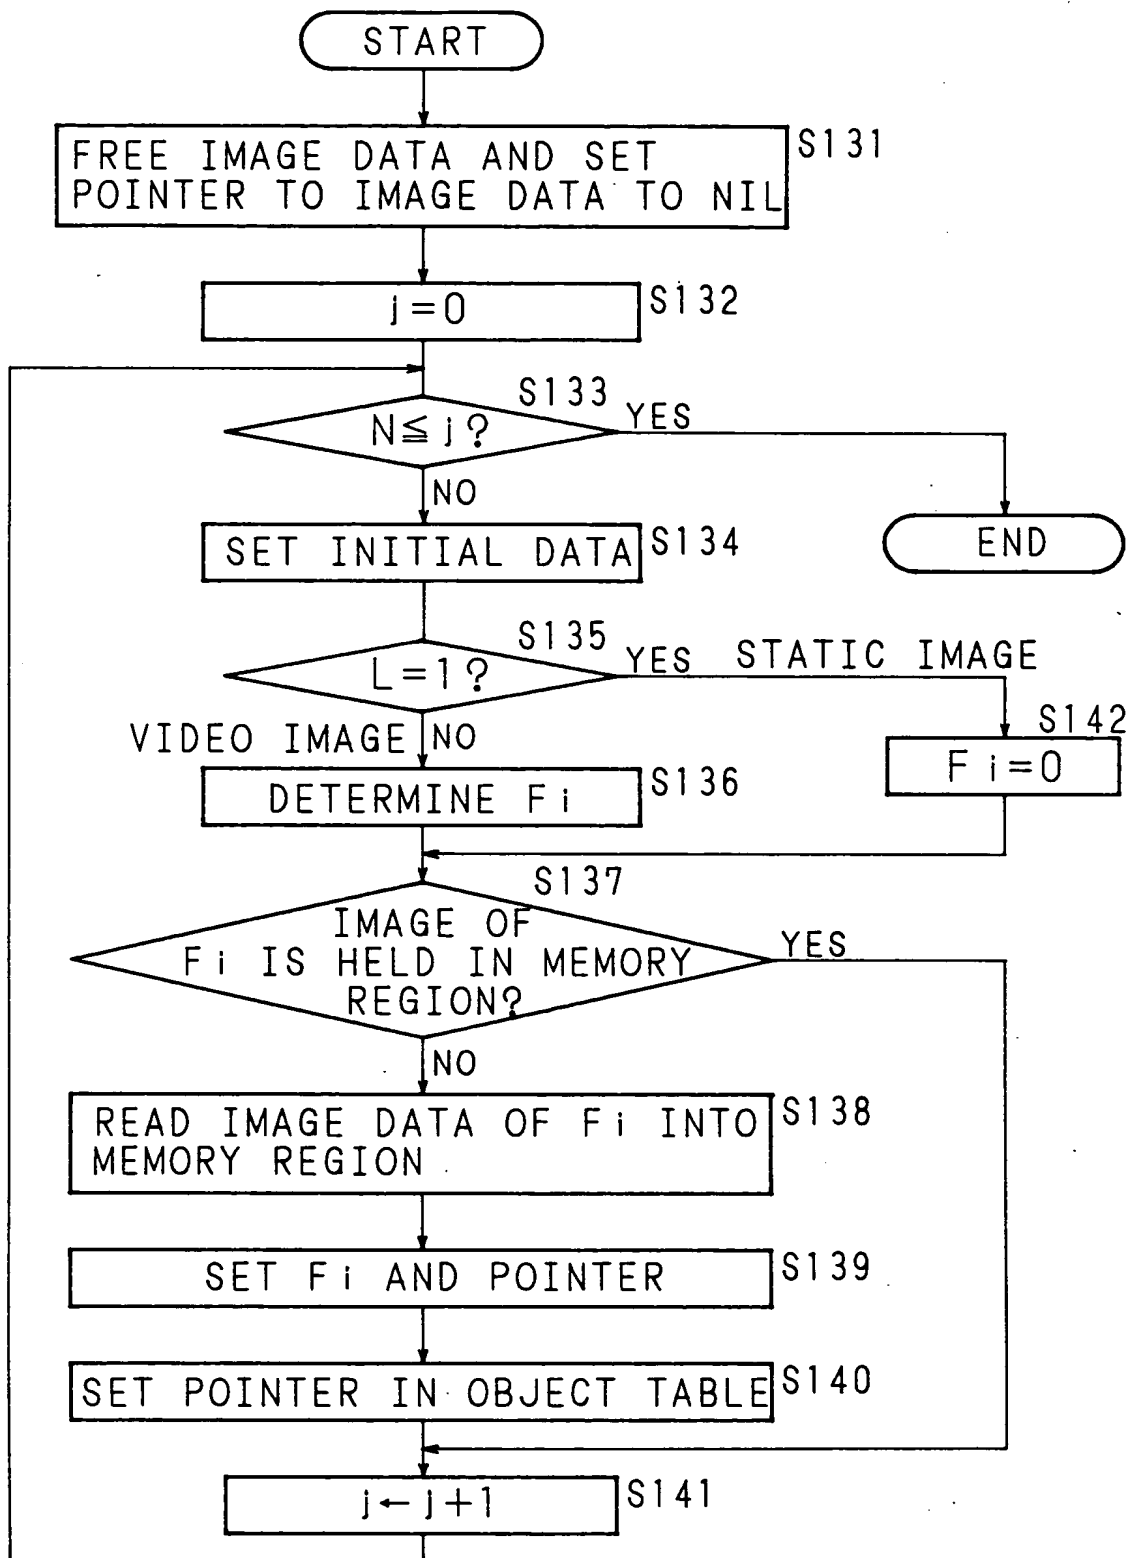 START
S131
FREE IMAGE DATA AND SET
POINTER TO IMAGE DATA TO NIL
j=0
S132
S133
N≦j?
YES
NO
SET INITIAL DATA
S134
END
S135
L=1?
YES STATIC IMAGE
VIDEO IMAGE NO
S142
Fi=0
DETERMINE Fi
S136
S137
IMAGE OF
Fi IS HELD IN MEMORY
REGION?
YES
NO
READ IMAGE DATA OF Fi INTO
MEMORY REGION
S138
SET Fi AND POINTER
S139
SET POINTER IN OBJECT TABLE
S140
j←j+1
S141